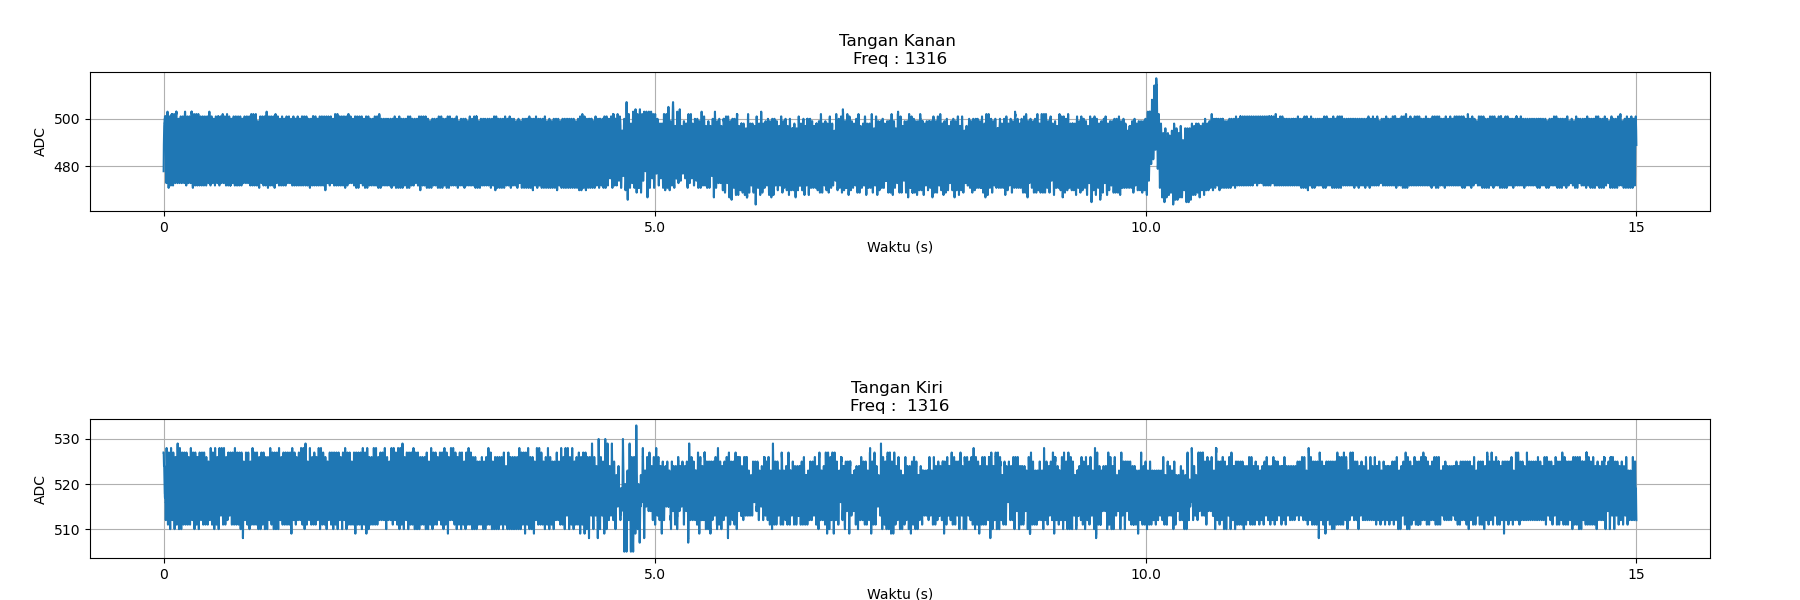 Tangan Kanan
Freq : 1316
ADC
500
480
0 5.0 10.0 15
Waktu (s)
Tangan Kiri
Freq :  1316
ADC
530
520
510
0 5.0 10.0 15
Waktu (s)